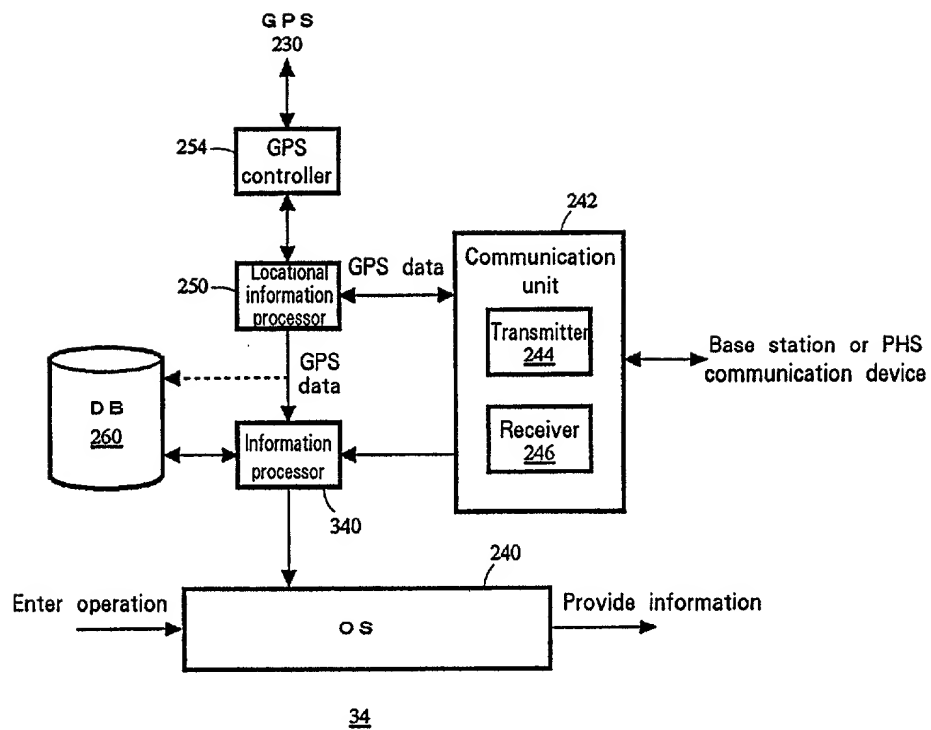 GPS
230
254
GPS
controller
242
250
Locational
information
processor
GPS data
Communication
unit
Transmitter
244
Base station or PHS
communication device
GPS
data
DB
260
Information
processor
Receiver
246
340
240
Enter operation
OS
Provide information
34